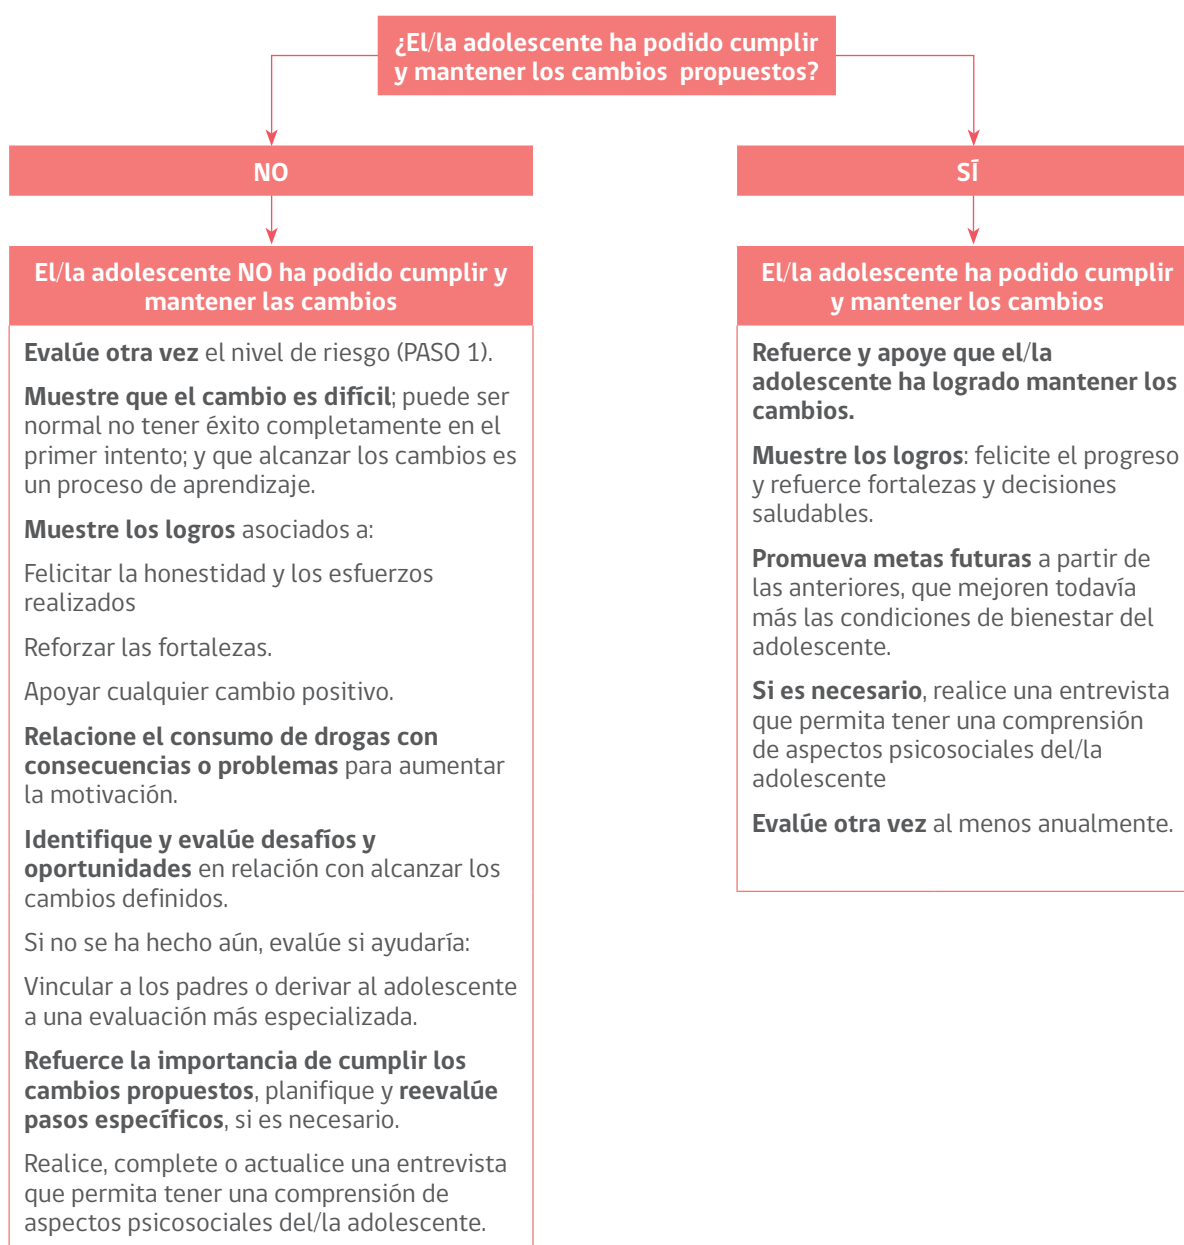 ¿El/la adolescente ha podido cumplir
y mantener los cambios propuestos?
NO
El/la adolescente NO ha podido cumplir y
mantener las cambios
Evalúe otra vez el nivel de riesgo (PASO 1).
Muestre que el cambio es difícil; puede ser
normal no tener éxito completamente en el
primer intento; y que alcanzar los cambios es
un proceso de aprendizaje.
Muestre los logros asociados a:
Felicitar la honestidad y los esfuerzos
realizados
Reforzar las fortalezas.
Apoyar cualquier cambio positivo.
Relacione el consumo de drogas con
consecuencias o problemas para aumentar
la motivación.
Identifique y evalúe desafíos y
oportunidades en relación con alcanzar los
cambios definidos.
Si no se ha hecho aún, evalúe si ayudaría:
Vincular a los padres o derivar al adolescente
a una evaluación más especializada.
Refuerce la importancia de cumplir los
cambios propuestos, planifique y reevalúe
pasos específicos, si es necesario.
Realice, complete o actualice una entrevista
que permita tener una comprensión de
aspectos psicosociales del/la adolescente.
SÍ
El/la adolescente ha podido cumplir
y mantener los cambios
Refuerce y apoye que el/la
adolescente ha logrado mantener los
cambios.
Muestre los logros: felicite el progreso
y refuerce fortalezas y decisiones
saludables.
Promueva metas futuras a partir de
las anteriores, que mejoren todavía
más las condiciones de bienestar del
adolescente.
Si es necesario, realice una entrevista
que permita tener una comprensión
de aspectos psicosociales del/la
adolescente
Evalúe otra vez al menos anualmente.